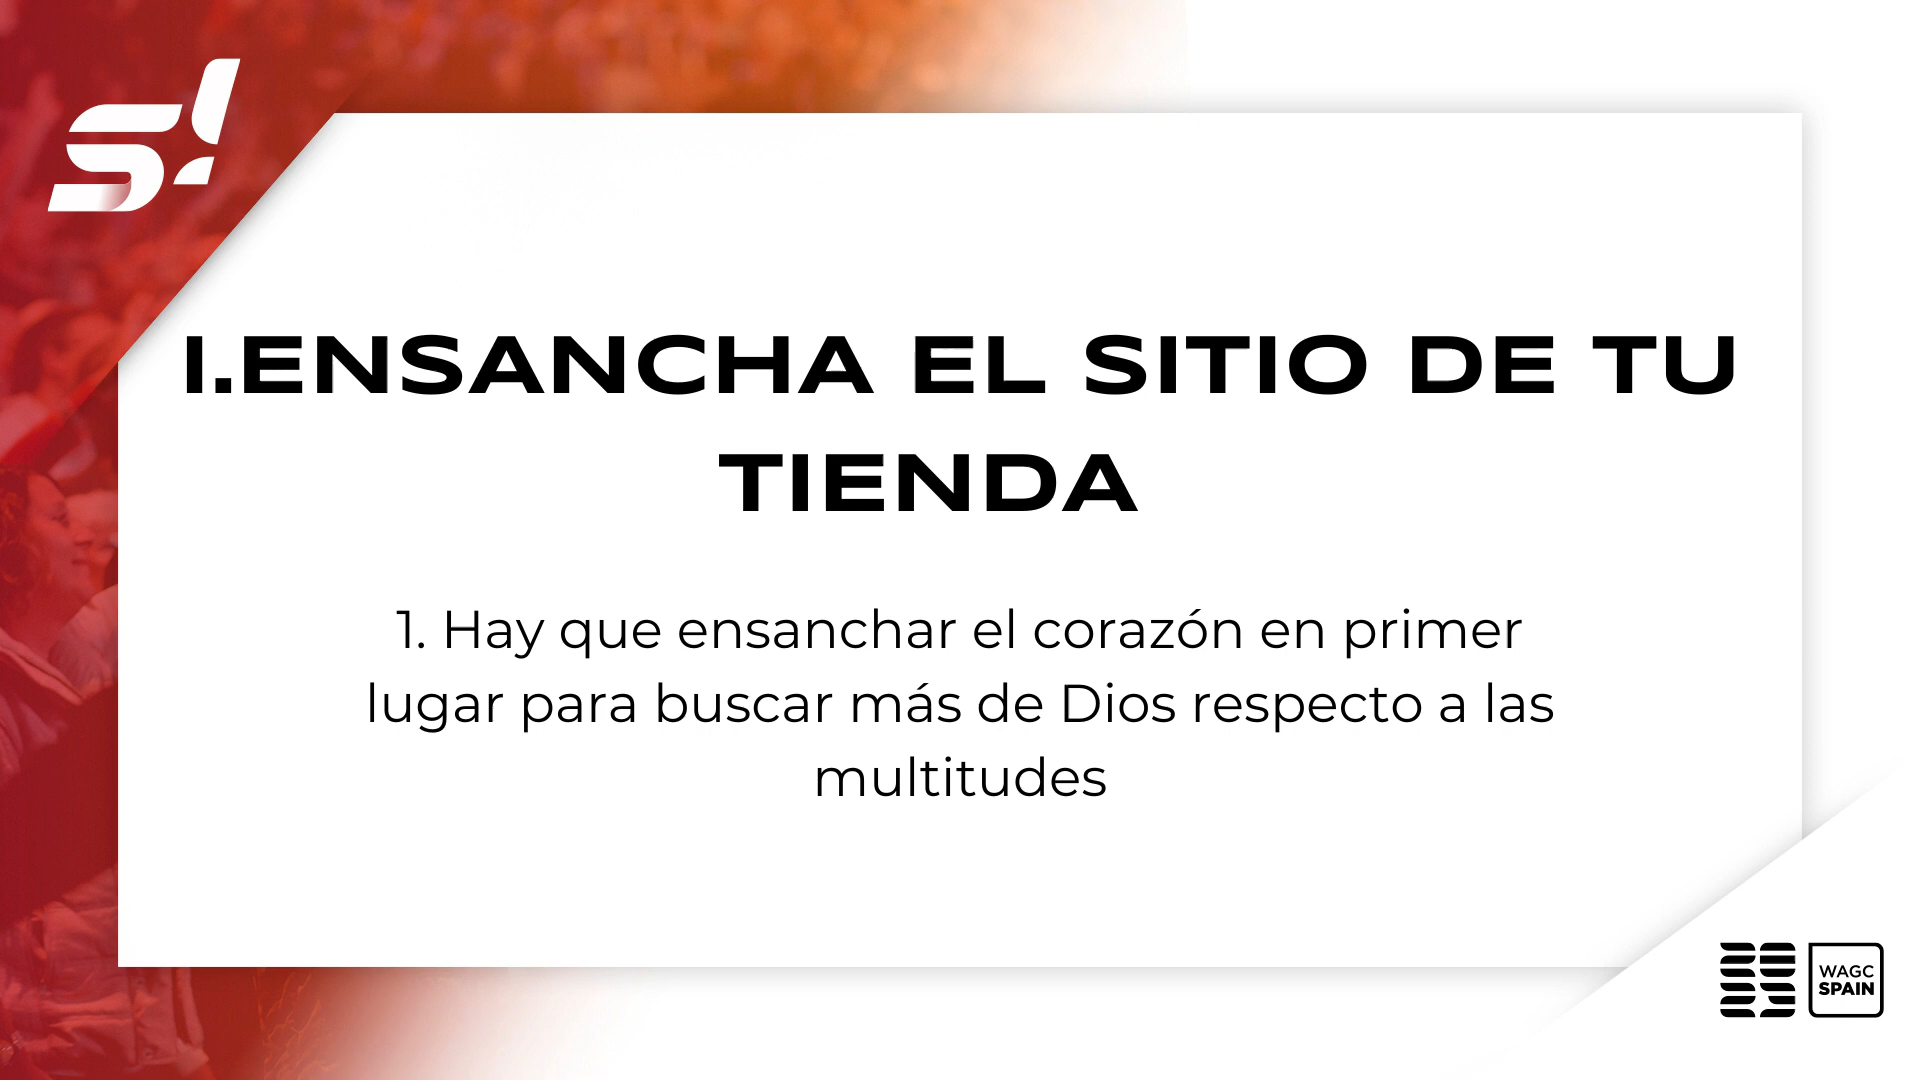 S!
I.ENSANCHA EL SITIO DE TU
TIENDA
1. Hay que ensanchar el corazón en primer
lugar para buscar más de Dios respecto a las
multitudes
WAGC
SPAIN